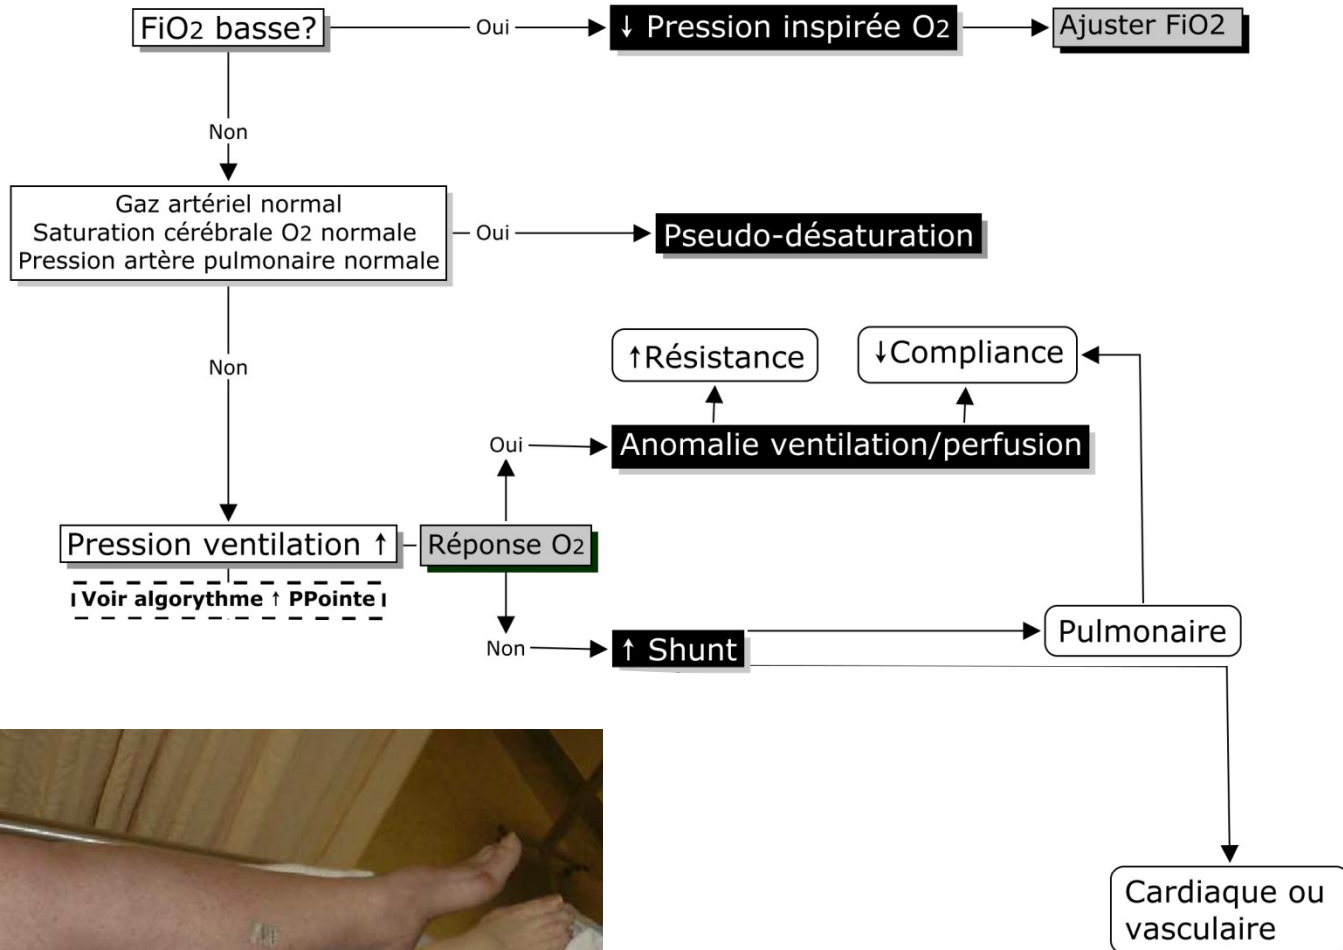 FiO2 basse?
Oui
↓ Pression inspirée O2
Ajuster FiO2
Non
Gaz artériel normal
Saturation cérébrale O2 normale
Pression artère pulmonaire normale
Oui
Pseudo-désaturation
Non
↑Résistance
↓Compliance
Oui
Anomalie ventilation/perfusion
Pression ventilation ↑
Réponse O2
Voir algorythme ↑ PPointe
Non
↑ Shunt
Pulmonaire
Cardiaque ou
vasculaire